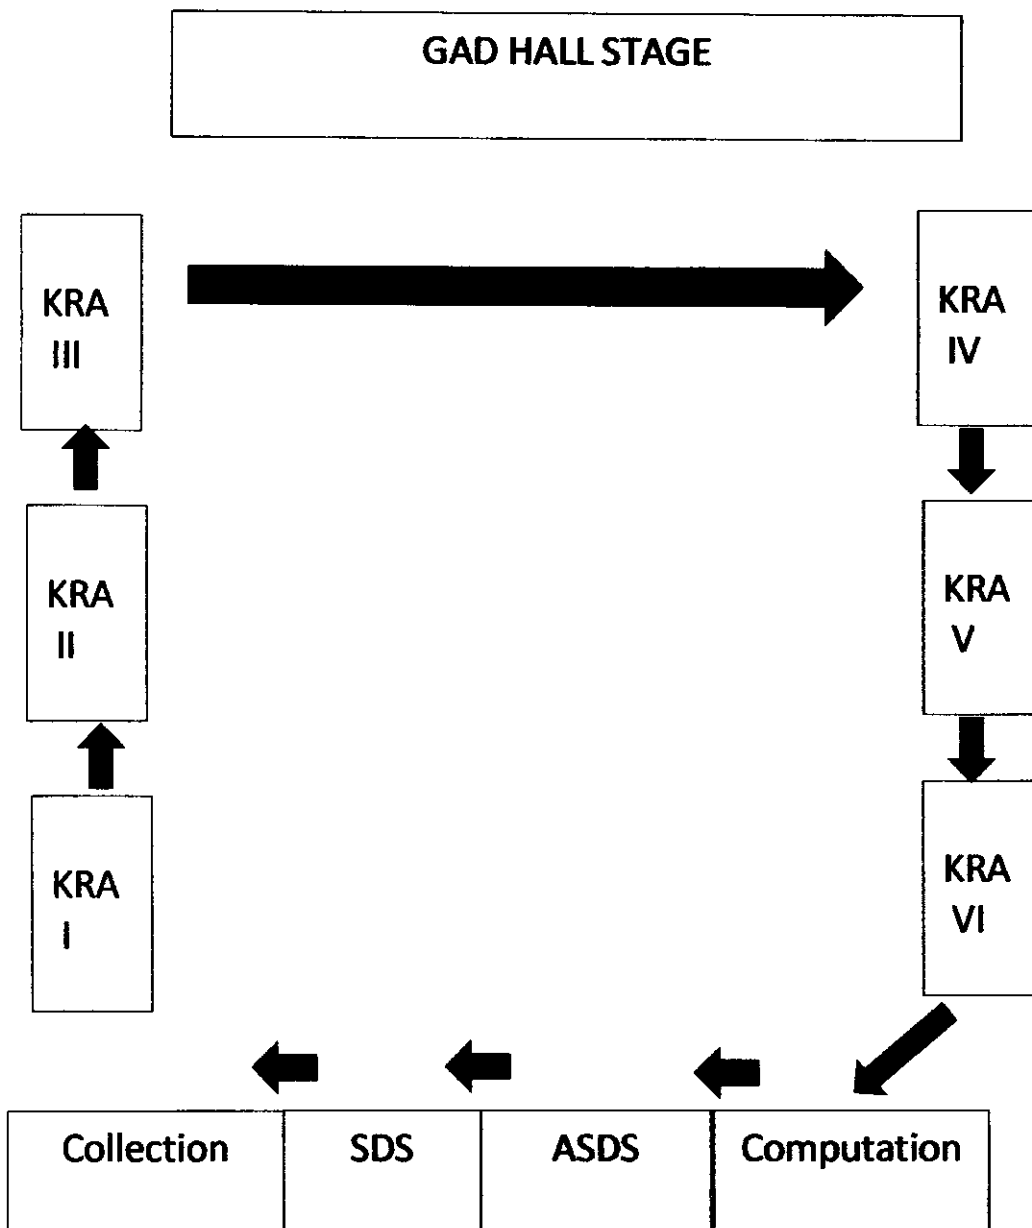 GAD HALL STAGE
KRA
III
KRA
IV
KRA
II
KRA
V
KRA
I
KRA
VI
Collection
SDS
ASDS
Computation